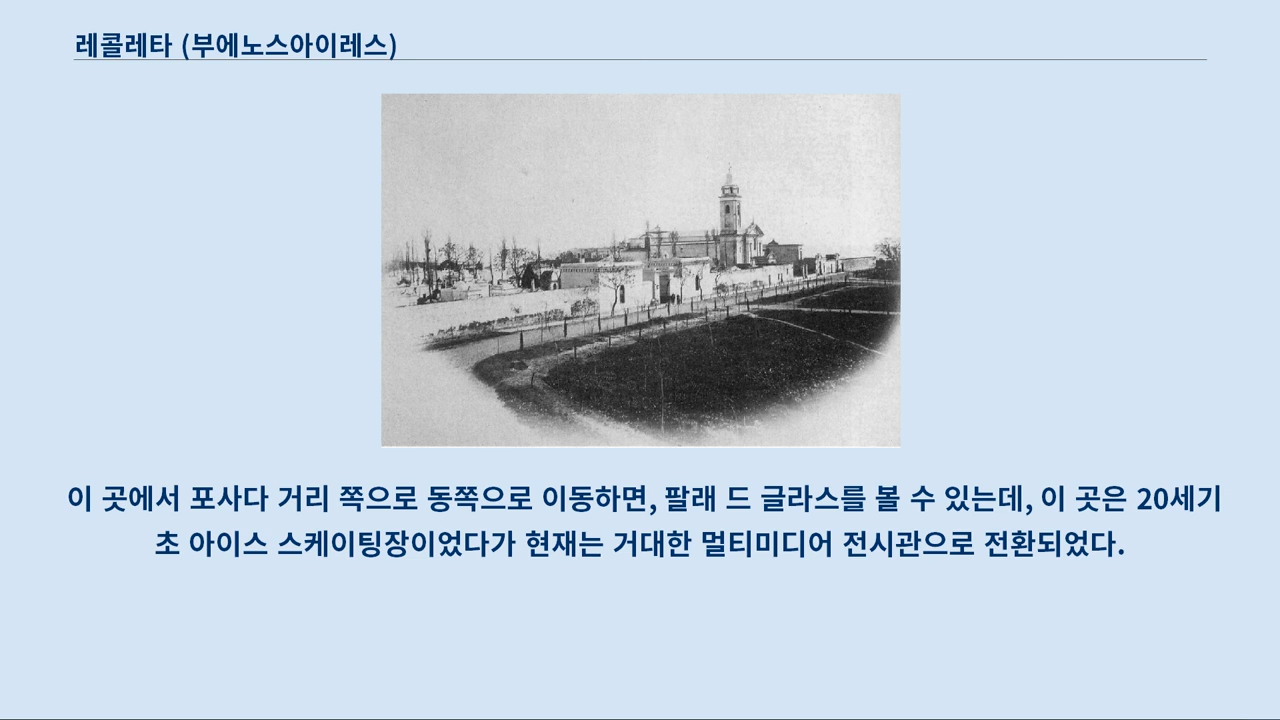 레콜레타 (부에노스아이레스)
이 곳에서 포사다 거리 쪽으로 동쪽으로 이동하면, 팔래 드 글라스를 볼 수 있는데, 이 곳은 20세기
초 아이스 스케이팅장이었다가 현재는 거대한 멀티미디어 전시관으로 전환되었다.